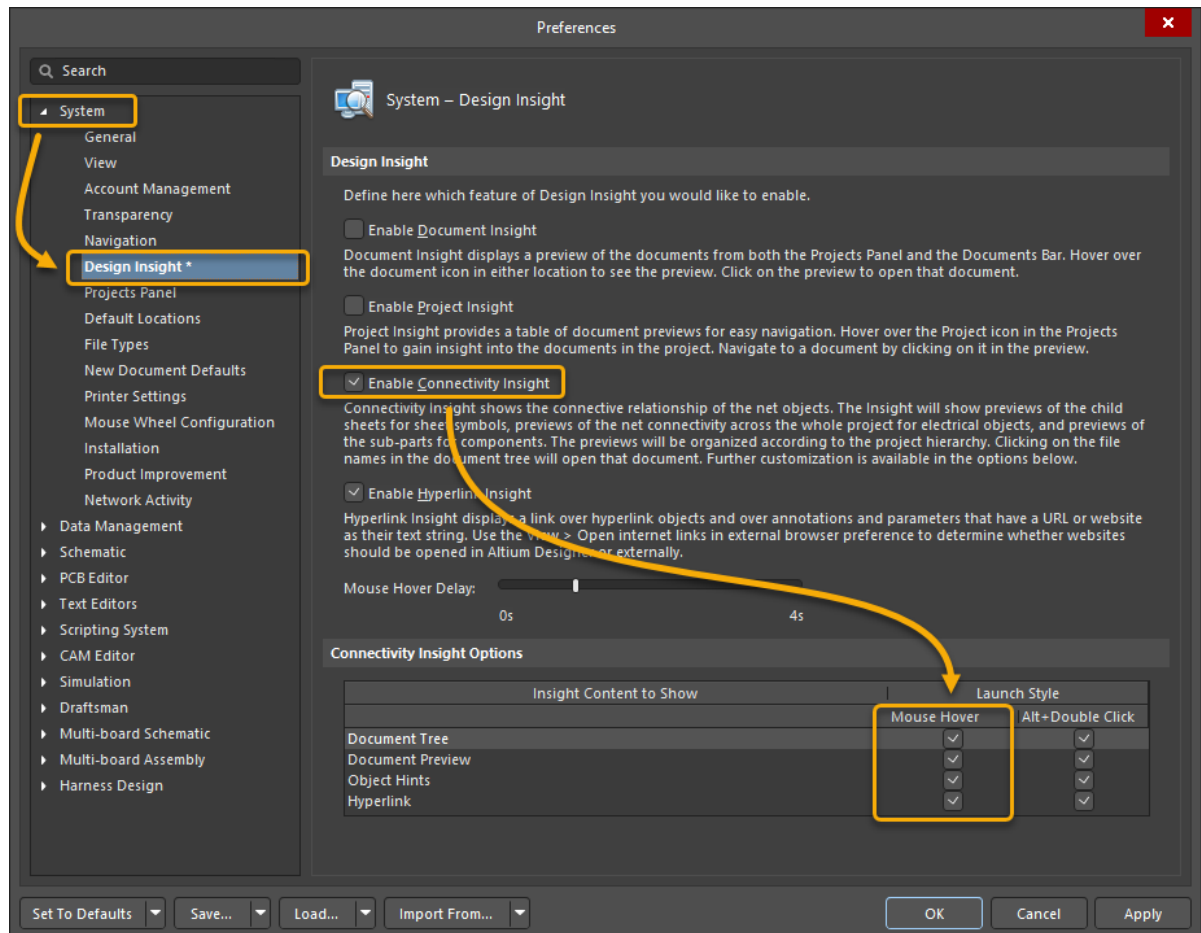 Preferences
Search
System
General
View
Account Management
Transparency
Navigation
Design Insight *
Projects Panel
Default Locations
File Types
New Document Defaults
Printer Settings
Mouse Wheel Configuration
Installation
Product Improvement
Network Activity
Data Management
Schematic
PCB Editor
Text Editors
Scripting System
CAM Editor
Simulation
Draftsman
Multi-board Schematic
Multi-board Assembly
Harness Design
System – Design Insight
Design Insight
Define here which feature of Design Insight you would like to enable.
Enable Document Insight
Document Insight displays a preview of the documents from both the Projects Panel and the Documents Bar. Hover over
the document icon in either location to see the preview. Click on the preview to open that document.
Enable Project Insight
Project Insight provides a table of document previews for easy navigation. Hover over the Project icon in the Projects
Panel to gain insight into the documents in the project. Navigate to a document by clicking on it in the preview.
Enable Connectivity Insight
Connectivity Insight shows the connective relationship of the net objects. The Insight will show previews of the child
sheets for sheet symbols, previews of the net connectivity across the whole project for electrical objects, and previews of
the sub-parts for components. The previews will be organized according to the project hierarchy. Clicking on the file
names in the document tree will open that document. Further customization is available in the options below.
Enable Hyperlink Insight
Hyperlink Insight displays a link over hyperlink objects and over annotations and parameters that have a URL or website
as their text string. Use the View > Open internet links in external browser preference to determine whether websites
should be opened in Altium Designer or externally.
Mouse Hover Delay:
0s 4s
Connectivity Insight Options
Insight Content to Show Launch Style
Mouse Hover Alt+Double Click
Document Tree
Document Preview
Object Hints
Hyperlink
Set To Defaults Save... Load... Import From... OK Cancel Apply